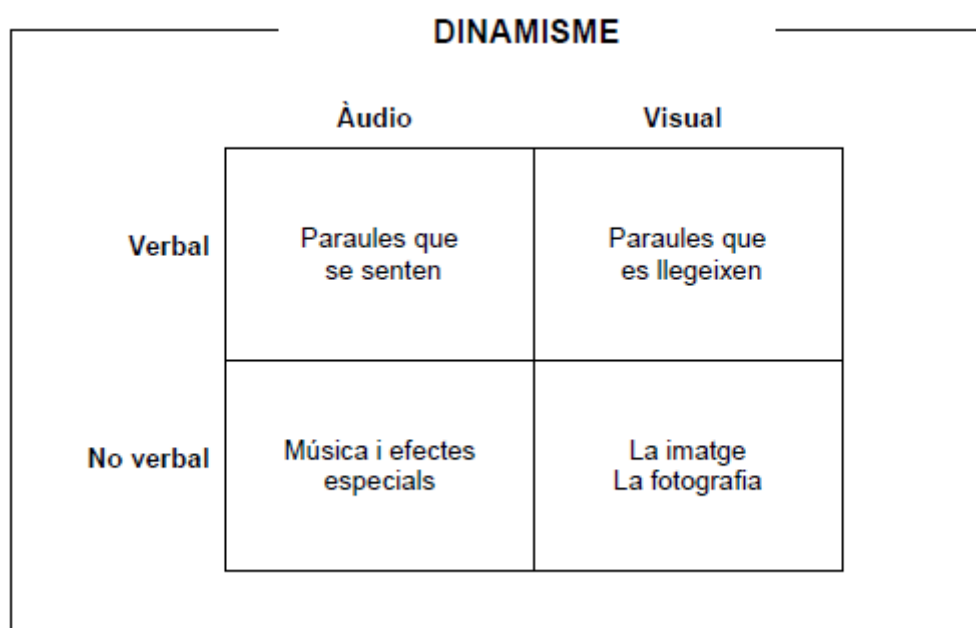 DINAMISME
Àudio Visual
Verbal
Paraules que
se senten
Paraules que
es llegeixen
No verbal
Música i efectes
especials
La imatge
La fotografia